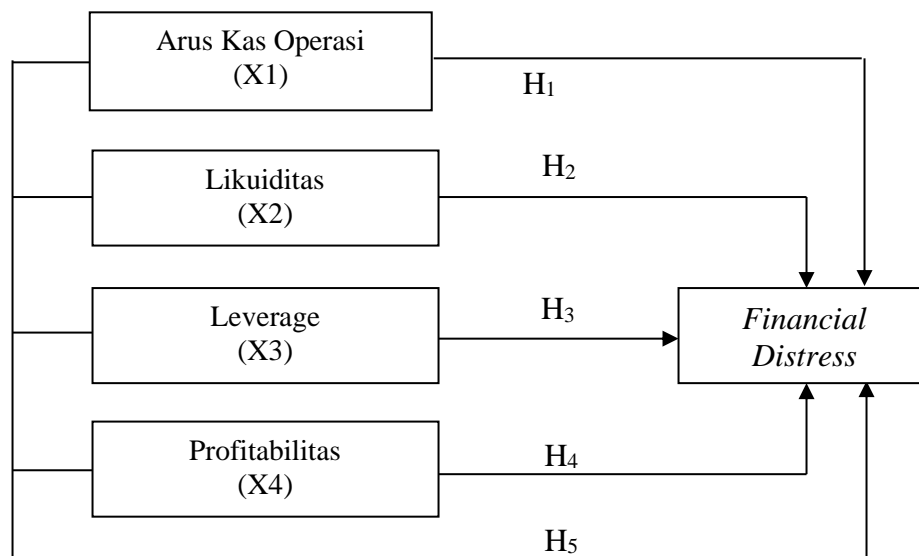 Arus Kas Operasi
(X1)
H₁
Likuiditas
(X2)
H₂
Leverage
(X3)
H₃
Financial
Distress
Profitabilitas
(X4)
H₄
H₅